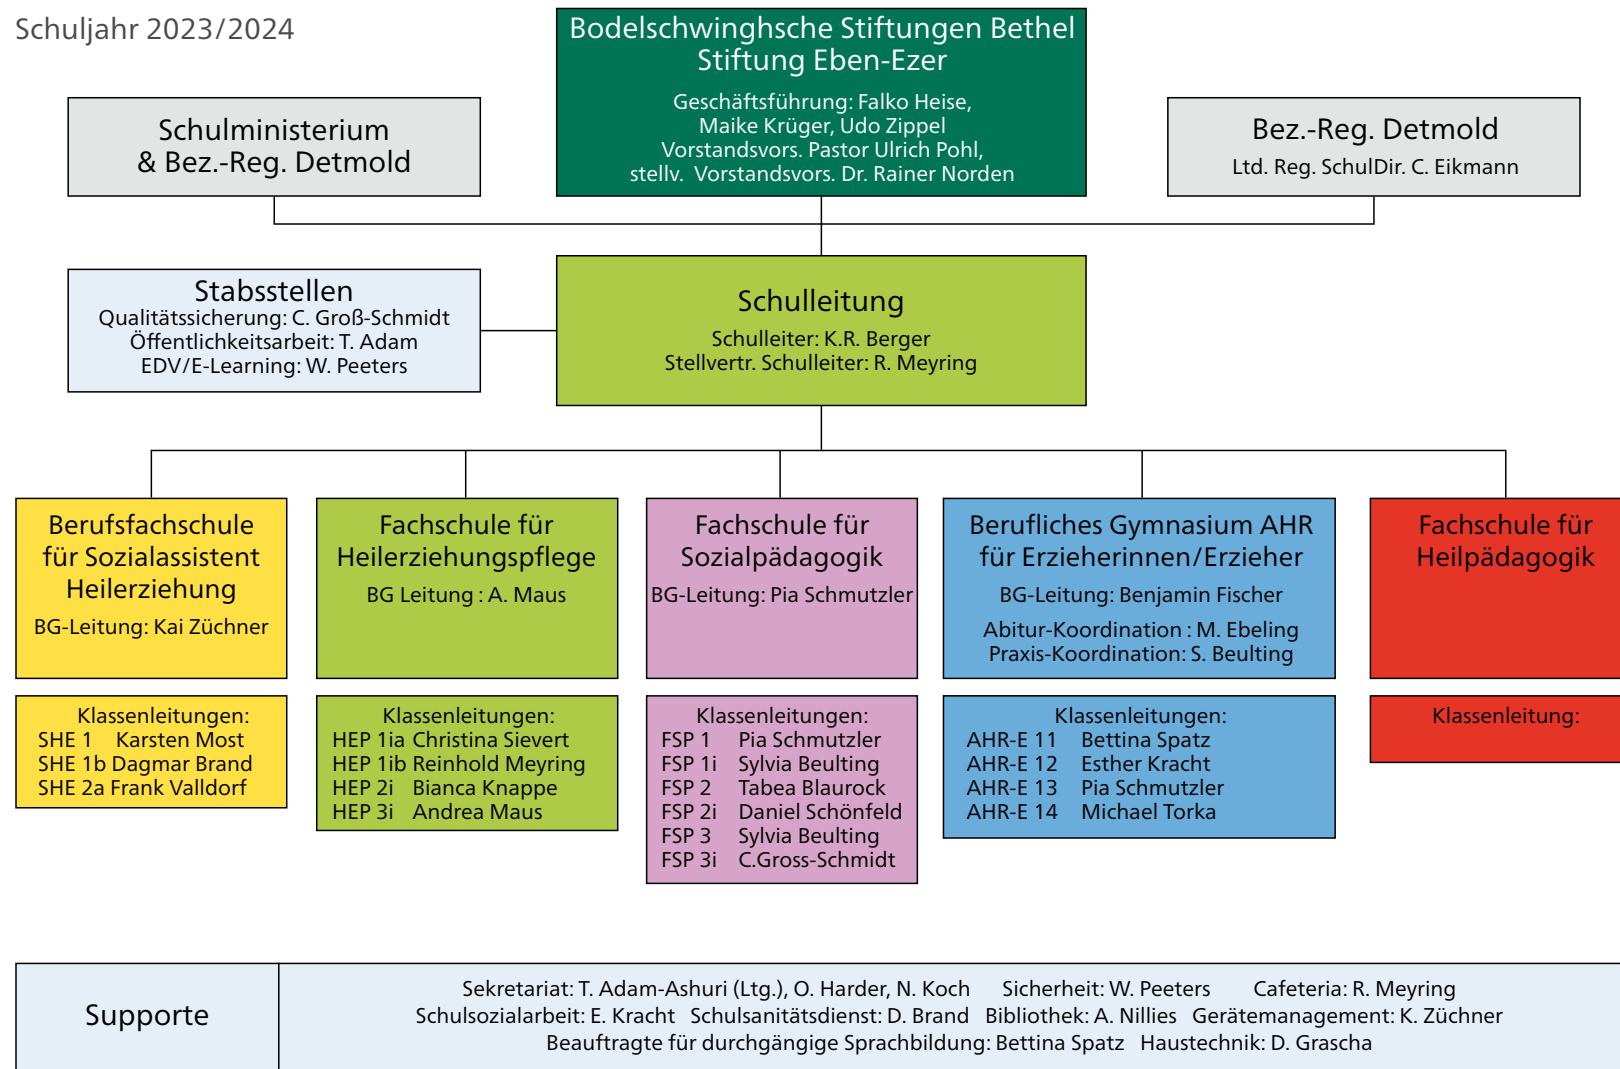 Schuljahr 2023/2024
Bodelschwinghsche Stiftungen Bethel
Stiftung Eben-Ezer
Geschäftsführung: Falko Heise,
Maike Krüger, Udo Zippel
Vorstandsvors. Pastor Ulrich Pohl,
stellv. Vorstandsvors. Dr. Rainer Norden
Schulministerium
& Bez.-Reg. Detmold
Bez.-Reg. Detmold
Ltd. Reg. SchulDir. C. Eikmann
Stabsstellen
Qualitätssicherung: C. Groß-Schmidt
Öffentlichkeitsarbeit: T. Adam
EDV/E-Learning: W. Peeters
Schulleitung
Schulleiter: K.R. Berger
Stellvertr. Schulleiter: R. Meyring
Berufsfachschule
für Sozialassistent
Heilerziehung
BG-Leitung: Kai Züchner
Fachschule für
Heilerziehungspflege
BG Leitung : A. Maus
Fachschule für
Sozialpädagogik
BG-Leitung: Pia Schmutzler
Berufliches Gymnasium AHR
für Erzieherinnen/Erzieher
BG-Leitung: Benjamin Fischer
Abitur-Koordination : M. Ebeling
Praxis-Koordination: S. Beulting
Fachschule für
Heilpädagogik
Klassenleitungen:
SHE 1 Karsten Most
SHE 1b Dagmar Brand
SHE 2a Frank Valldorf
Klassenleitungen:
HEP 1ia Christina Sievert
HEP 1ib Reinhold Meyring
HEP 2i Bianca Knappe
HEP 3i Andrea Maus
Klassenleitungen:
FSP 1 Pia Schmutzler
FSP 1i Sylvia Beulting
FSP 2 Tabea Blaurock
FSP 2i Daniel Schönfeld
FSP 3 Sylvia Beulting
FSP 3i C.Gross-Schmidt
Klassenleitungen:
AHR-E 11 Bettina Spatz
AHR-E 12 Esther Kracht
AHR-E 13 Pia Schmutzler
AHR-E 14 Michael Torka
Klassenleitung:
Supporte
Sekretariat: T. Adam-Ashuri (Ltg.), O. Harder, N. Koch Sicherheit: W. Peeters Cafeteria: R. Meyring
Schulsozialarbeit: E. Kracht Schulsanitätsdienst: D. Brand Bibliothek: A. Nillies Gerätemanagement: K. Züchner
Beauftragte für durchgängige Sprachbildung: Bettina Spatz Haustechnik: D. Grascha